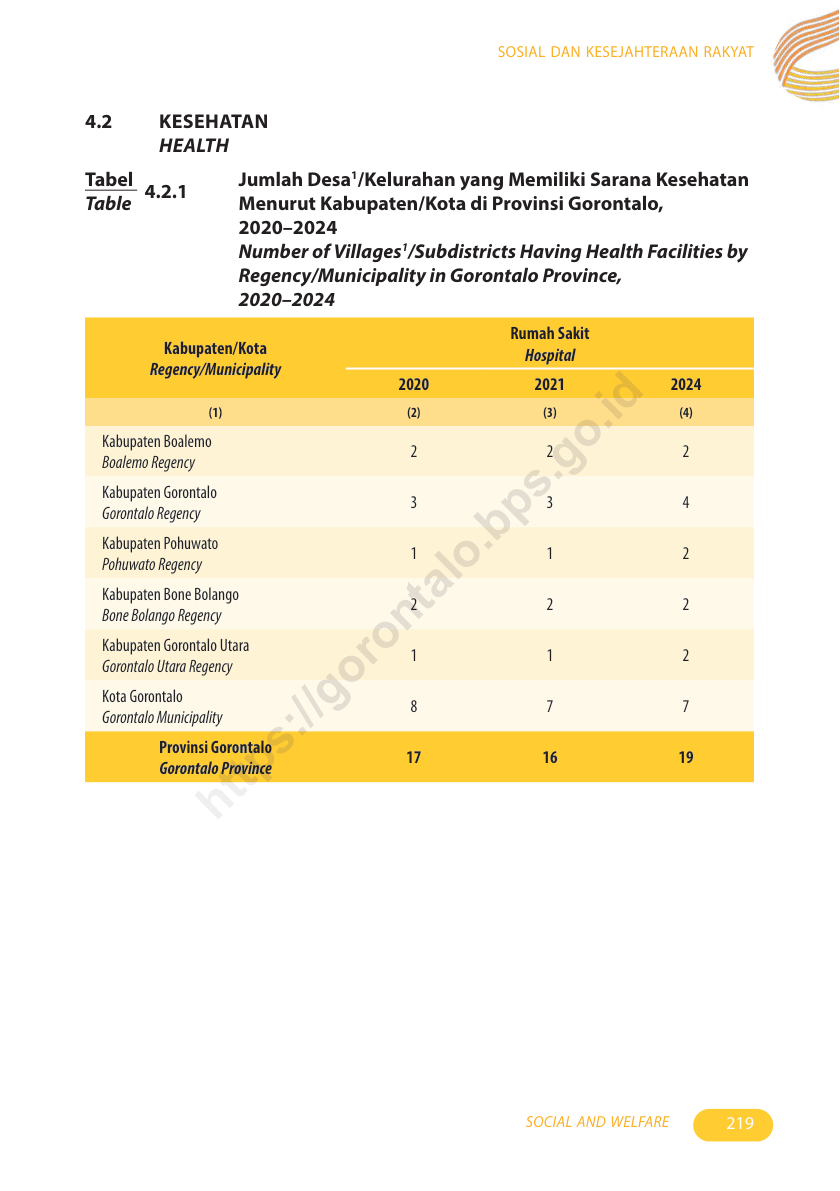 SOSIAL DAN KESEJAHTERAAN RAKYAT
4.2 KESEHATAN
HEALTH
Tabel
Table
4.2.1
Jumlah Desa¹/Kelurahan yang Memiliki Sarana Kesehatan
Menurut Kabupaten/Kota di Provinsi Gorontalo,
2020–2024
Number of Villages¹/Subdistricts Having Health Facilities by
Regency/Municipality in Gorontalo Province,
2020–2024
Kabupaten/Kota
Regency/Municipality
Rumah Sakit
Hospital
2020 2021 2024
(1) (2) (3) (4)
Kabupaten Boalemo
Boalemo Regency
2 2 2
Kabupaten Gorontalo
Gorontalo Regency
3 3 4
Kabupaten Pohuwato
Pohuwato Regency
1 1 2
Kabupaten Bone Bolango
Bone Bolango Regency
2 2 2
Kabupaten Gorontalo Utara
Gorontalo Utara Regency
1 1 2
Kota Gorontalo
Gorontalo Municipality
8 7 7
Provinsi Gorontalo
Gorontalo Province
17 16 19
https://gorontalo.bps.go.id
SOCIAL AND WELFARE 219